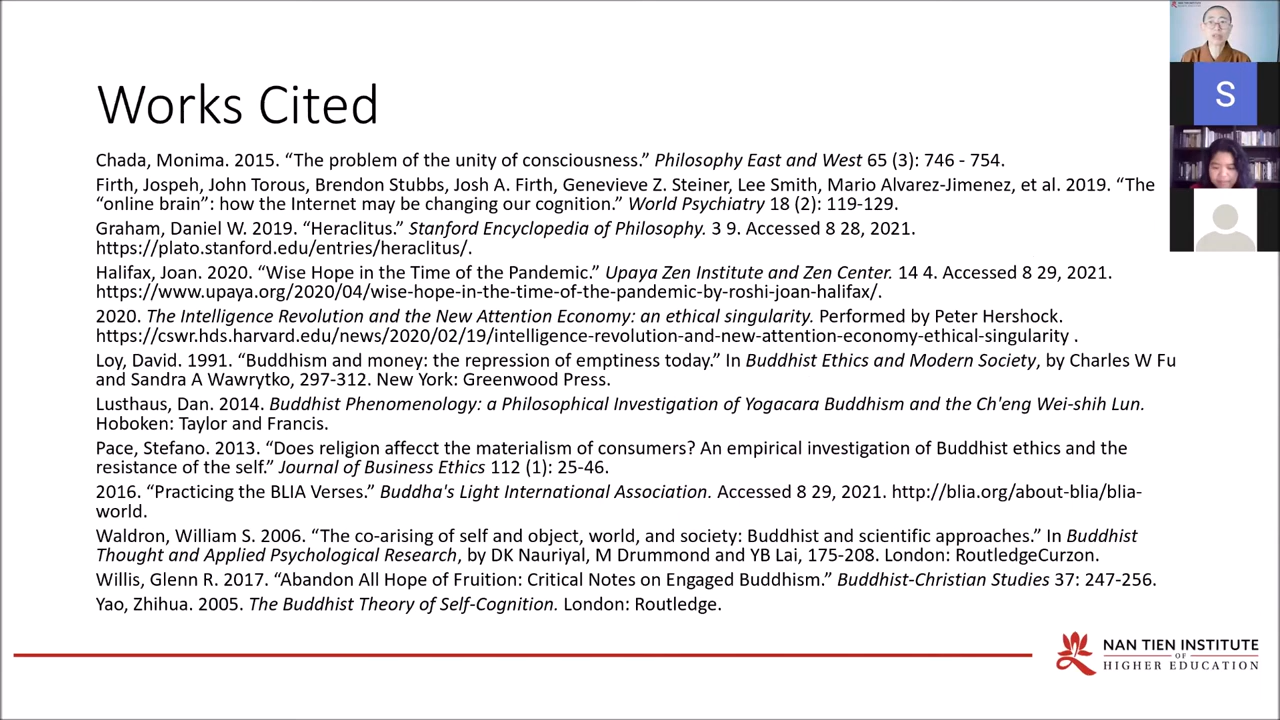 Works Cited
Chada, Monima. 2015. “The problem of the unity of consciousness.” Philosophy East and West 65 (3): 746 - 754.
Firth, Jospeh, John Torous, Brendon Stubbs, Josh A. Firth, Genevieve Z. Steiner, Lee Smith, Mario Alvarez-Jimenez, et al. 2019. “The
“online brain”: how the Internet may be changing our cognition.” World Psychiatry 18 (2): 119-129.
Graham, Daniel W. 2019. “Heraclitus.” Stanford Encyclopedia of Philosophy. 3 9. Accessed 8 28, 2021.
https://plato.stanford.edu/entries/heraclitus/.
Halifax, Joan. 2020. “Wise Hope in the Time of the Pandemic.” Upaya Zen Institute and Zen Center. 14 4. Accessed 8 29, 2021.
https://www.upaya.org/2020/04/wise-hope-in-the-time-of-the-pandemic-by-roshi-joan-halifax/.
2020. The Intelligence Revolution and the New Attention Economy: an ethical singularity. Performed by Peter Hershock.
https://cswr.hds.harvard.edu/news/2020/02/19/intelligence-revolution-and-new-attention-economy-ethical-singularity .
Loy, David. 1991. “Buddhism and money: the repression of emptiness today.” In Buddhist Ethics and Modern Society, by Charles W Fu
and Sandra A Wawrytko, 297-312. New York: Greenwood Press.
Lusthaus, Dan. 2014. Buddhist Phenomenology: a Philosophical Investigation of Yogacara Buddhism and the Ch'eng Wei-shih Lun.
Hoboken: Taylor and Francis.
Pace, Stefano. 2013. “Does religion affecct the materialism of consumers? An empirical investigation of Buddhist ethics and the
resistance of the self.” Journal of Business Ethics 112 (1): 25-46.
2016. “Practicing the BLIA Verses.” Buddha's Light International Association. Accessed 8 29, 2021. http://blia.org/about-blia/blia-
world.
Waldron, William S. 2006. “The co-arising of self and object, world, and society: Buddhist and scientific approaches.” In Buddhist
Thought and Applied Psychological Research, by DK Nauriyal, M Drummond and YB Lai, 175-208. London: RoutledgeCurzon.
Willis, Glenn R. 2017. “Abandon All Hope of Fruition: Critical Notes on Engaged Buddhism.” Buddhist-Christian Studies 37: 247-256.
Yao, Zhihua. 2005. The Buddhist Theory of Self-Cognition. London: Routledge.
S
NAN TIEN INSTITUTE
OF
HIGHER EDUCATION